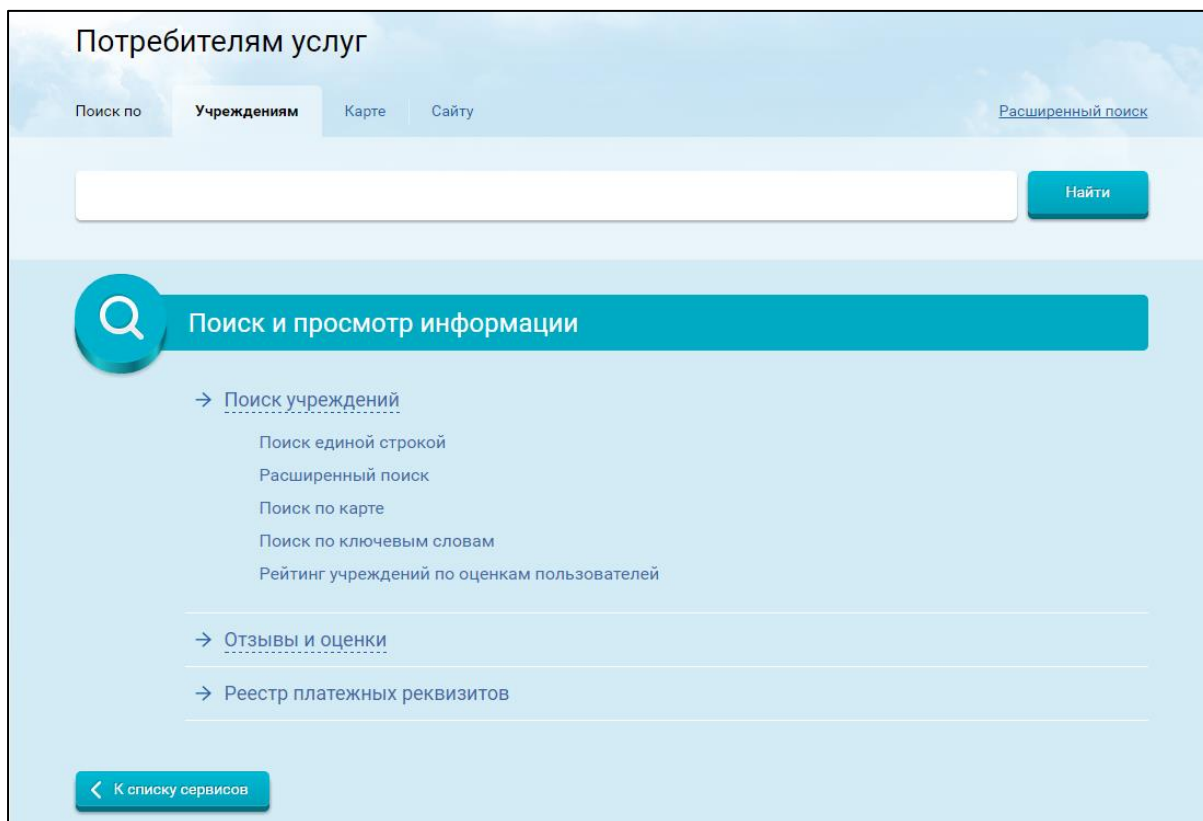 Потребителям услуг
Поиск по Учреждениям Карте Сайту Расширенный поиск
Найти
Поиск и просмотр информации
Поиск учреждений
Поиск единой строкой
Расширенный поиск
Поиск по карте
Поиск по ключевым словам
Рейтинг учреждений по оценкам пользователей
Отзывы и оценки
Реестр платежных реквизитов
К списку сервисов